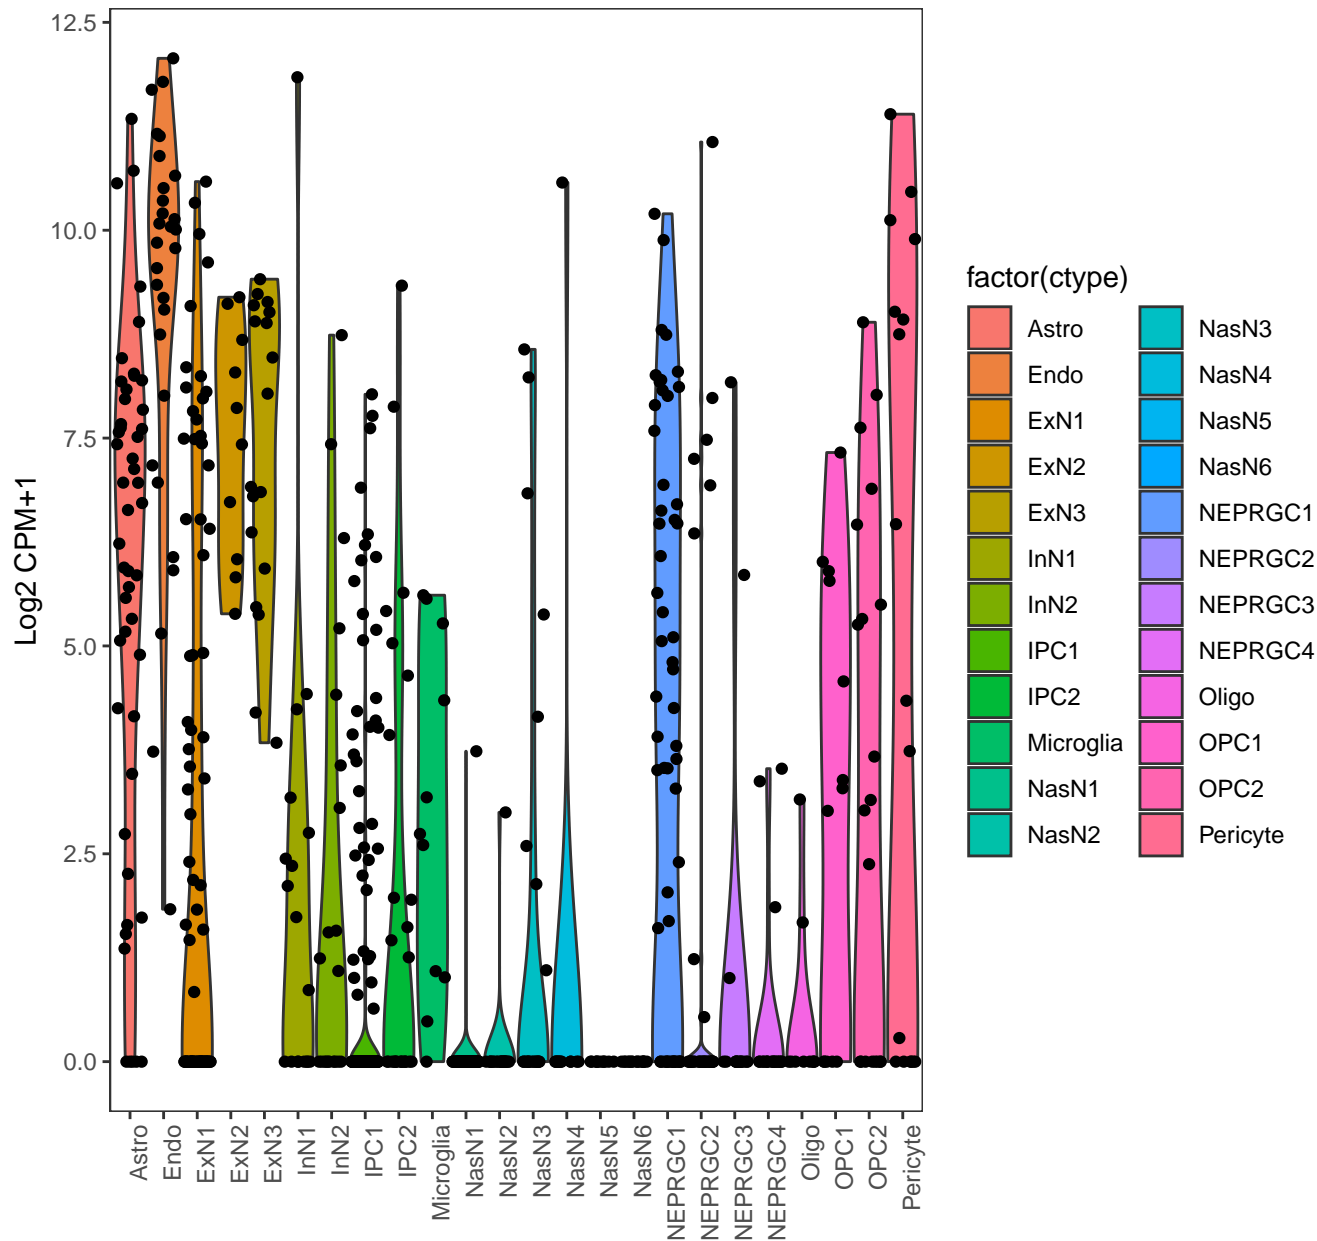 12.5
10.0
7.5
5.0
2.5
0.0
Log2 CPM+1
Astro
Endo
ExN1
ExN2
ExN3
InN1
InN2
IPC1
IPC2
Microglia
NasN1
NasN2
NasN3
NasN4
NasN5
NasN6
NEPRGC1
NEPRGC2
NEPRGC3
NEPRGC4
Oligo
OPC1
OPC2
Pericyte
factor(ctype)
Astro
Endo
ExN1
ExN2
ExN3
InN1
InN2
IPC1
IPC2
Microglia
NasN1
NasN2
NasN3
NasN4
NasN5
NasN6
NEPRGC1
NEPRGC2
NEPRGC3
NEPRGC4
Oligo
OPC1
OPC2
Pericyte